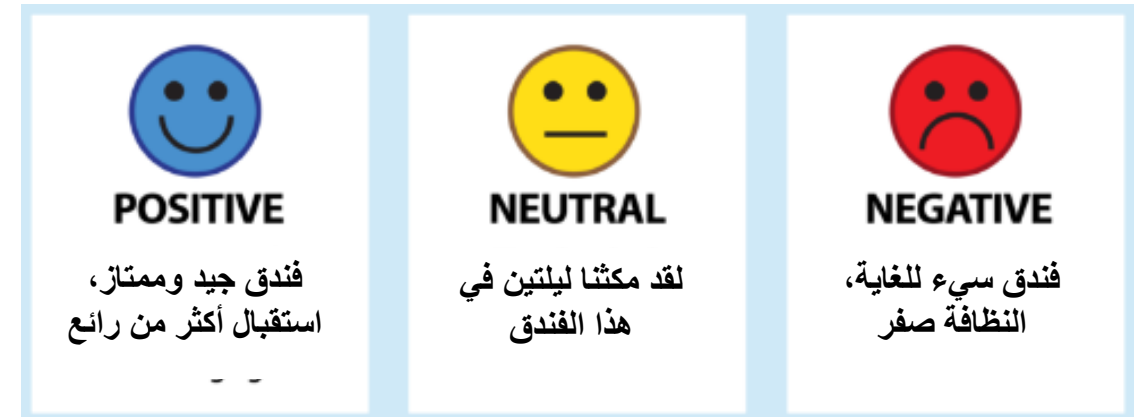 POSITIVE
فندق جيد وممتاز،
استقبال أكثر من رائع
NEUTRAL
لقد مكثنا ليلتين في
هذا الفندق
NEGATIVE
فندق سيء للغاية،
النظافة صفر